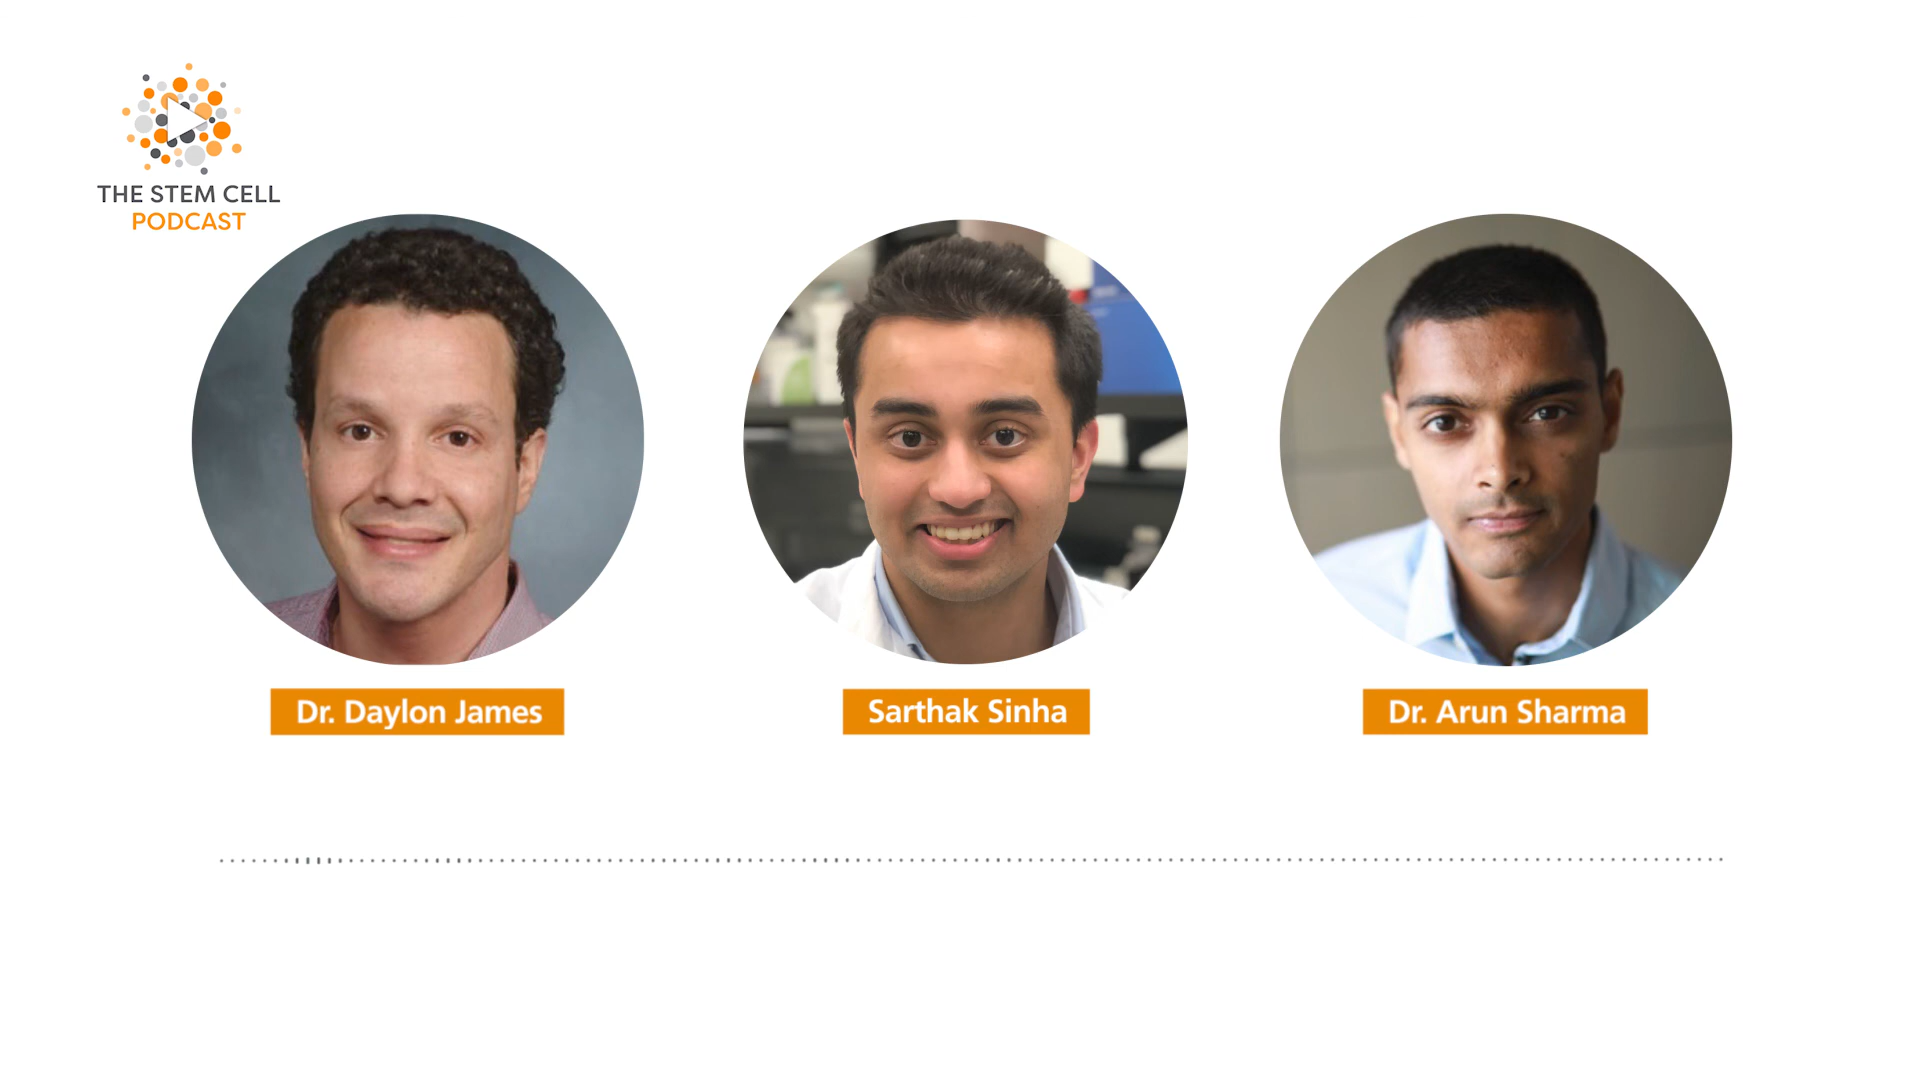 THE STEM CELL
PODCAST
Dr. Daylon James
Sarthak Sinha
Dr. Arun Sharma